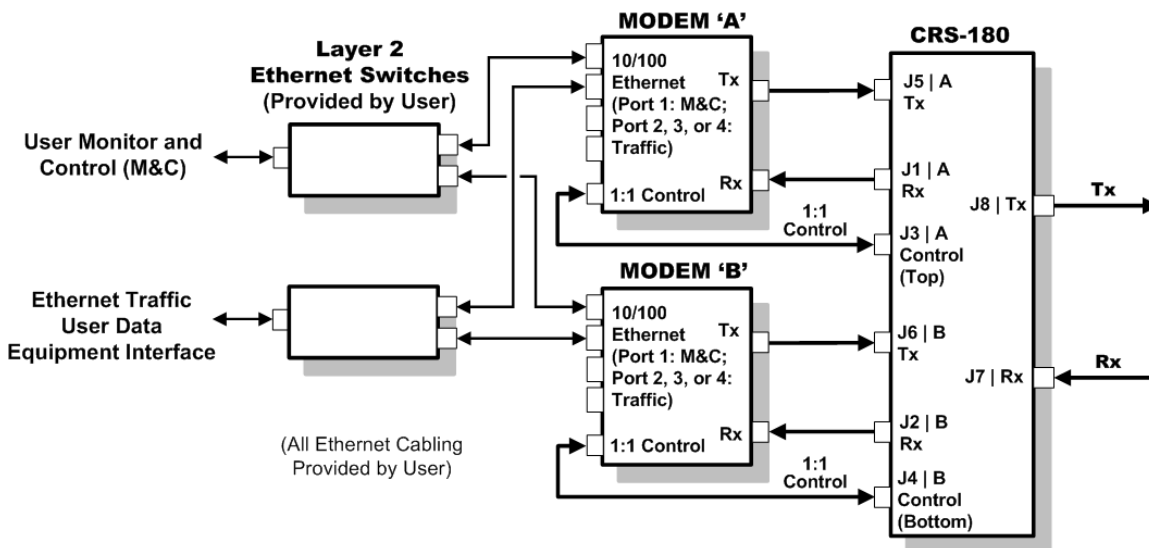 Layer 2
Ethernet Switches
(Provided by User)
User Monitor and
Control (M&C)
Ethernet Traffic
User Data
Equipment Interface
(All Ethernet Cabling
Provided by User)
MODEM ‘A’
10/100
Ethernet
(Port 1: M&C;
Port 2, 3, or 4:
Traffic)
Tx
Rx
1:1 Control
1:1
Control
MODEM ‘B’
10/100
Ethernet
(Port 1: M&C;
Port 2, 3, or 4:
Traffic)
Tx
Rx
1:1 Control
1:1
Control
CRS-180
J5 | A
Tx
J1 | A
Rx
J3 | A
Control
(Top)
J6 | B
Tx
J2 | B
Rx
J4 | B
Control
(Bottom)
J8 | Tx
J7 | Rx
Tx
Rx